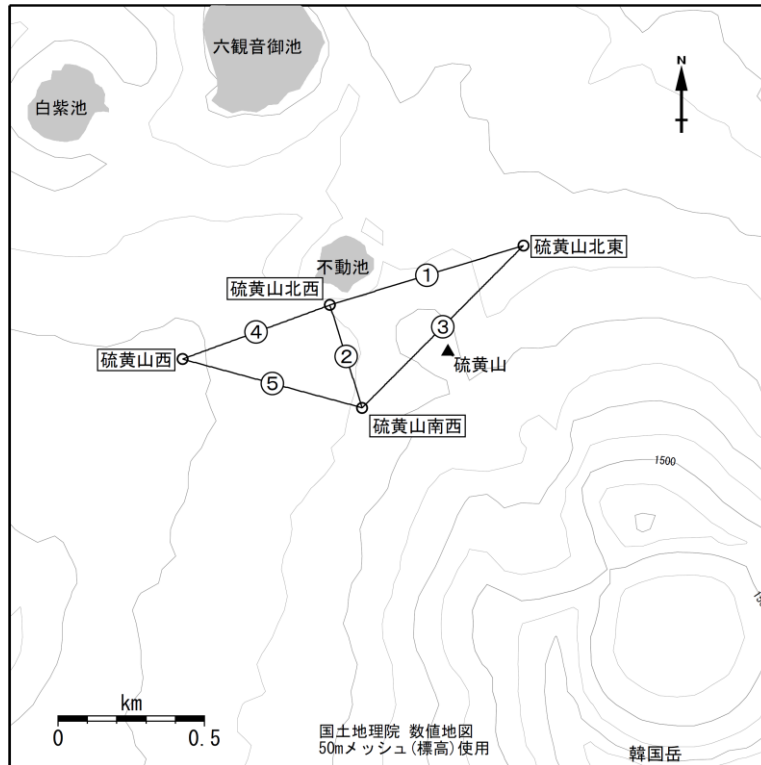 六観音御池
白紫池
N
硫黄山北東
不動池
①
硫黄山北西
③
④
硫黄山西
②
硫黄山
⑤
硫黄山南西
1500
km
0
0.5
国土地理院 数値地図
50mメッシュ(標高)使用
韓国岳